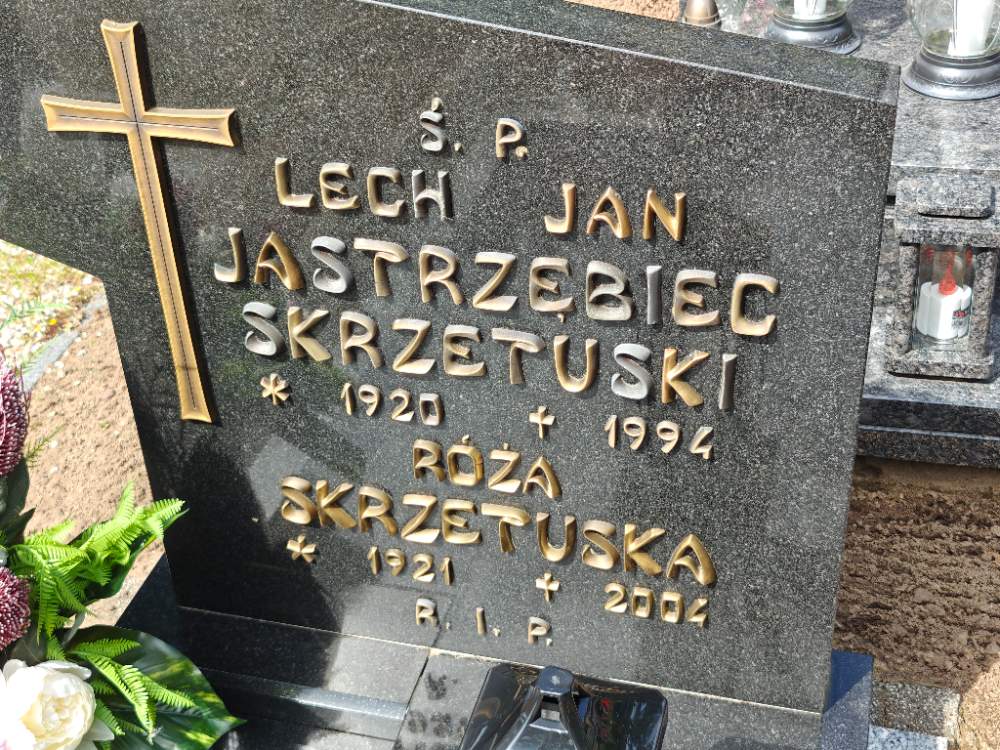 Ś. P.
LECH JAN
JASTRZĘBIEC
SKRZETUSKI
* 1920 + 1994
RÓŻA
SKRZETUSKA
* 1921 + 2004
R. I. P.